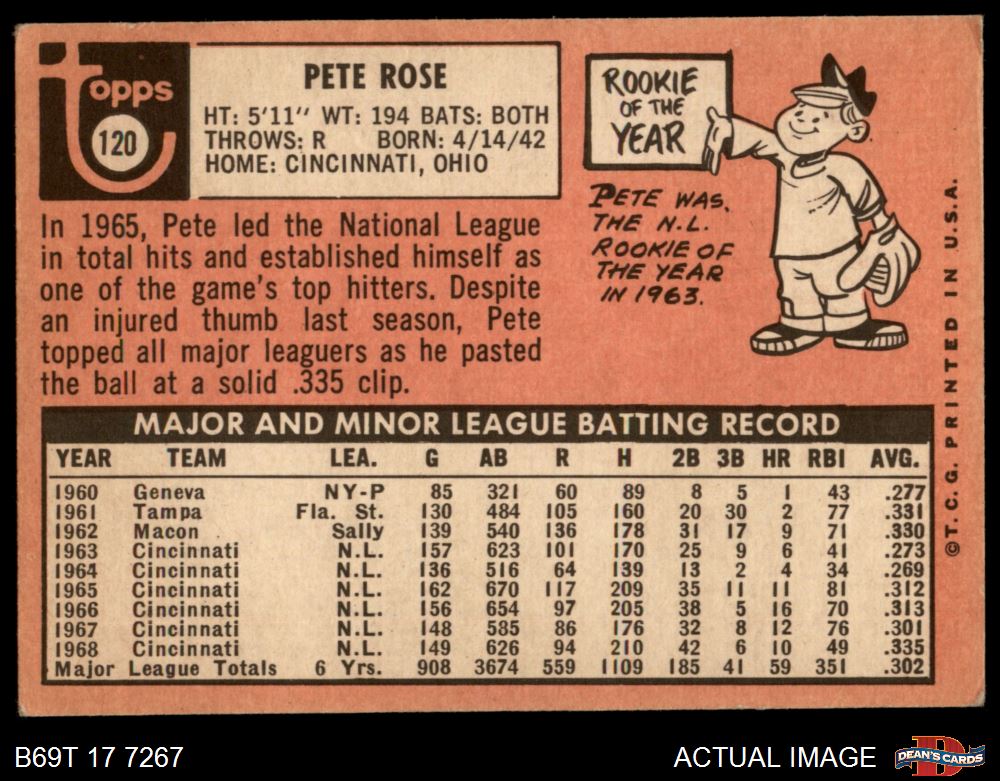 Topps
120
PETE ROSE
HT: 5'11" WT: 194 BATS: BOTH
THROWS: R BORN: 4/14/42
HOME: CINCINNATI, OHIO
In 1965, Pete led the National League
in total hits and established himself as
one of the game's top hitters. Despite
an injured thumb last season, Pete
topped all major leaguers as he pasted
the ball at a solid .335 clip.
ROOKIE
OF THE
YEAR
PETE WAS.
THE N.L.
ROOKIE OF
THE YEAR
IN 1963.
©T.C.G. PRINTED IN U.S.A.
MAJOR AND MINOR LEAGUE BATTING RECORD
YEAR TEAM LEA. G AB R H 2B 3B HR RBI AVG.
1960 Geneva NY-P 85 321 60 89 8 5 1 43 .277
1961 Tampa Fla. St. 130 484 105 160 20 30 2 77 .331
1962 Macon Sally 139 540 136 178 31 17 9 71 .330
1963 Cincinnati N.L. 157 623 101 170 25 9 6 41 .273
1964 Cincinnati N.L. 136 516 64 139 13 2 4 34 .269
1965 Cincinnati N.L. 162 670 117 209 35 11 11 81 .312
1966 Cincinnati N.L. 156 654 97 205 38 5 16 70 .313
1967 Cincinnati N.L. 148 585 86 176 32 8 12 76 .301
1968 Cincinnati N.L. 149 626 94 210 42 6 10 49 .335
Major League Totals 6 Yrs. 908 3674 559 1109 185 41 59 351 .302
B69T 17 7267
ACTUAL IMAGE
D
DEAN'S CARDS